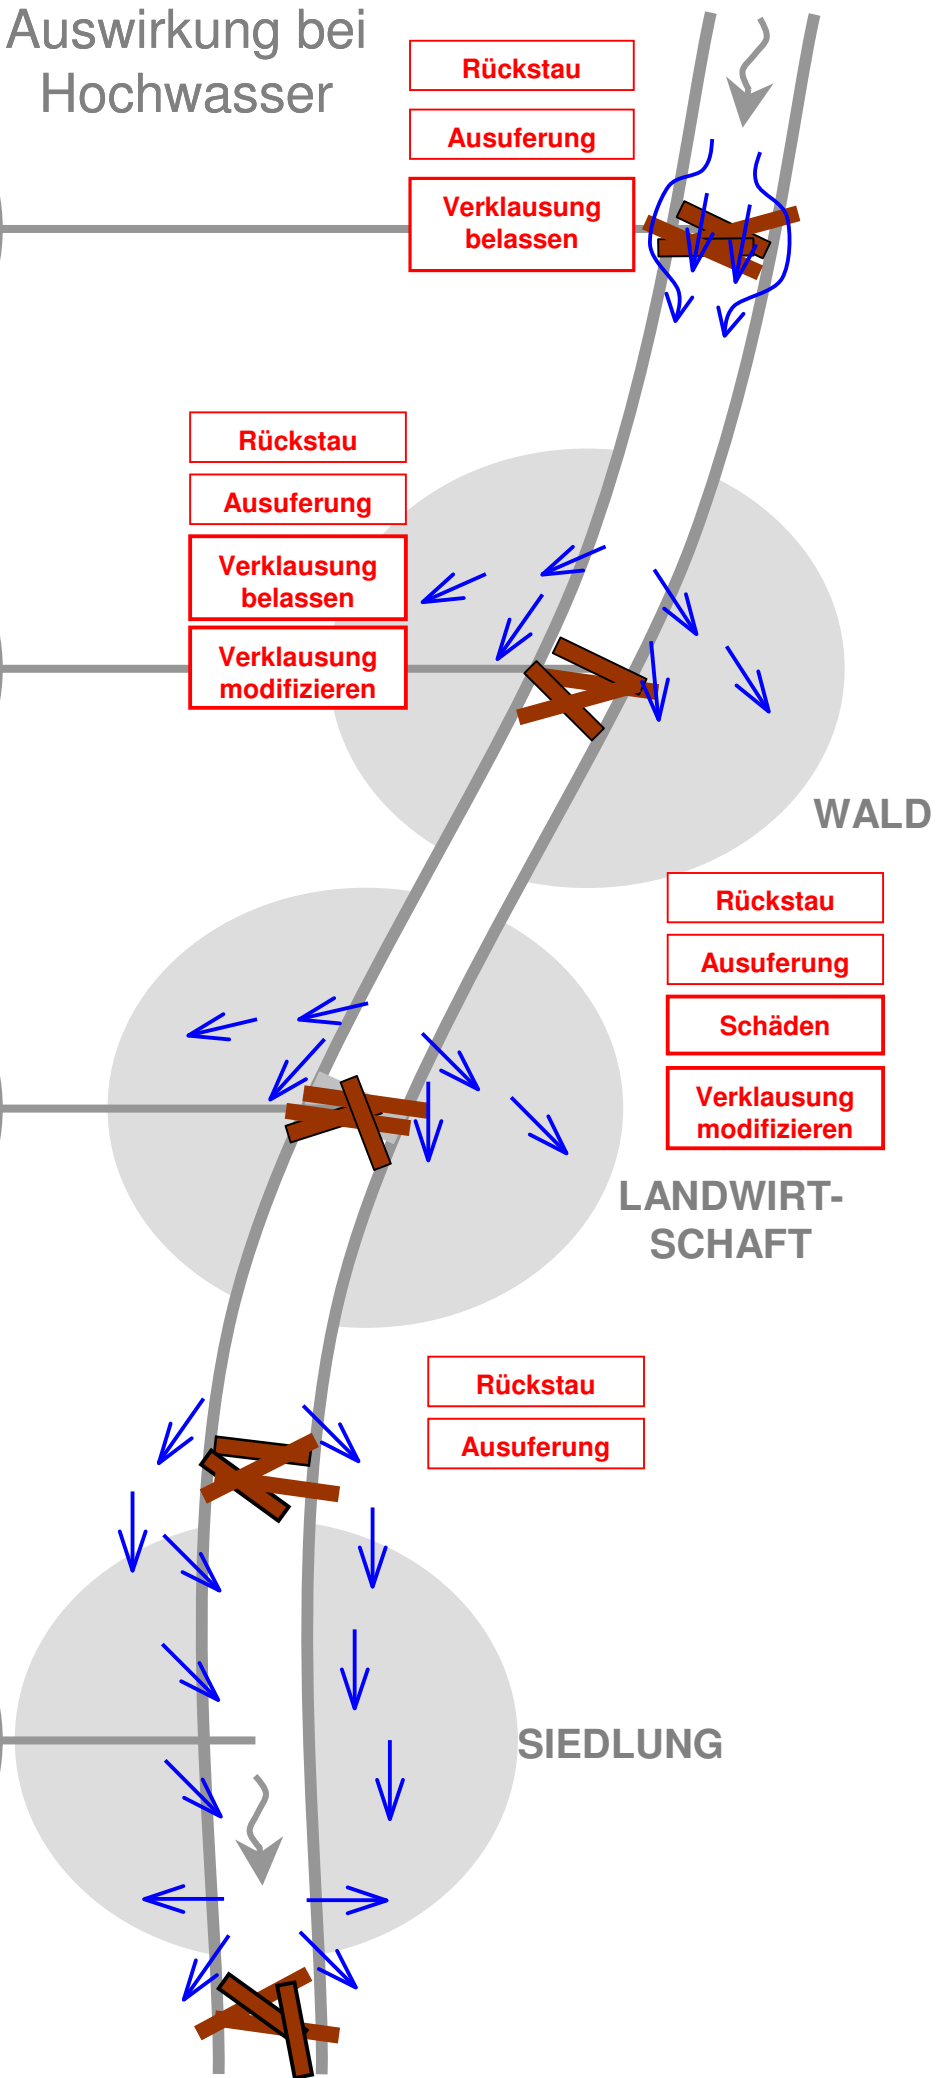 Auswirkung bei
Hochwasser
Rückstau
Ausuferung
Verklausung
belassen
Rückstau
Ausuferung
Verklausung
belassen
Verklausung
modifizieren
WALD
Rückstau
Ausuferung
Schäden
Verklausung
modifizieren
LANDWIRT-
SCHAFT
Rückstau
Ausuferung
SIEDLUNG